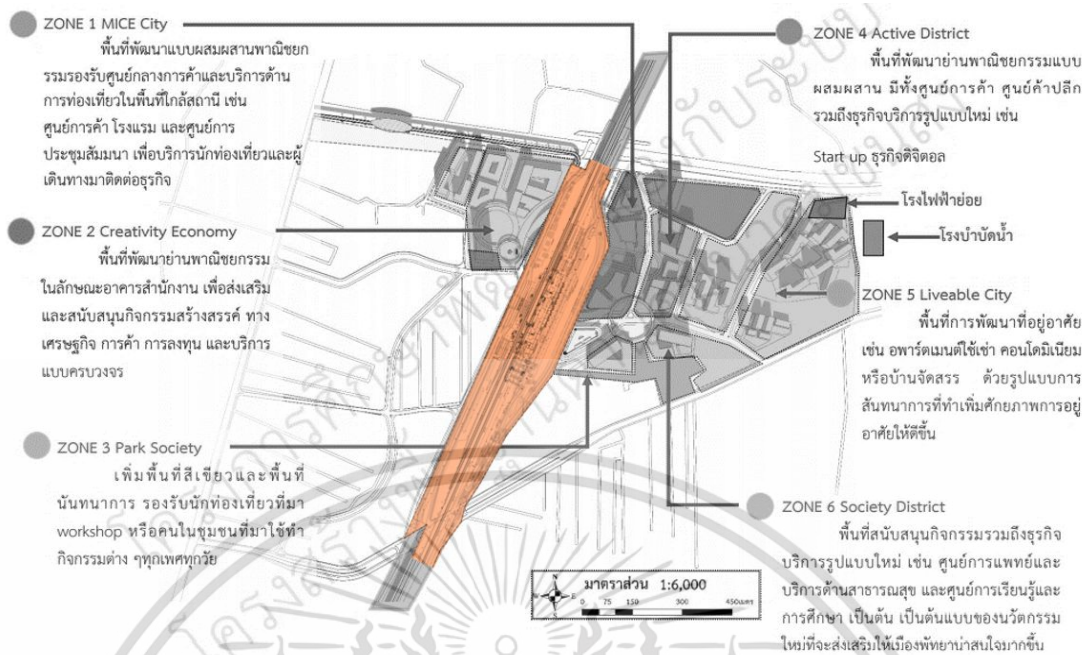 ZONE 1 MICE City
พื้นที่พัฒนาแบบผสมผสานพาณิชยก
รรมรองรับศูนย์กลางการค้าและบริการด้าน
การท่องเที่ยวในพื้นที่ใกล้สถานี เช่น
ศูนย์การค้า โรงแรม และศูนย์การ
ประชุมสัมมนา เพื่อบริการนักท่องเที่ยวและผู้
เดินทางมาติดต่อธุรกิจ
ZONE 2 Creativity Economy
พื้นที่พัฒนาย่านพาณิชยกรรม
ในลักษณะอาคารสำนักงาน เพื่อส่งเสริม
และสนับสนุนกิจกรรมสร้างสรรค์ ทาง
เศรษฐกิจ การค้า การลงทุน และบริการ
แบบครบวงจร
ZONE 3 Park Society
เพิ่มพื้นที่สีเขียวและพื้นที่
นันทนาการ รองรับนักท่องเที่ยวที่มา
workshop หรือคนในชุมชนที่มาใช้ทำ
กิจกรรมต่าง ๆทุกเพศทุกวัย
ZONE 4 Active District
พื้นที่พัฒนาย่านพาณิชยกรรมแบบ
ผสมผสาน มีทั้งศูนย์การค้า ศูนย์ค้าปลีก
รวมถึงธุรกิจบริการรูปแบบใหม่ เช่น
Start up ธุรกิจดิจิตอล
โรงไฟฟ้าย่อย
โรงบำบัดน้ำ
ZONE 5 Liveable City
พื้นที่การพัฒนาที่อยู่อาศัย
เช่น อพาร์ตเมนต์ใช้เช่า คอนโดมิเนียม
หรือบ้านจัดสรร ด้วยรูปแบบการ
สันทนาการที่ทำเพิ่มศักยภาพการอยู่
อาศัยให้ดีขึ้น
ZONE 6 Society District
พื้นที่สนับสนุนกิจกรรมรวมถึงธุรกิจ
บริการรูปแบบใหม่ เช่น ศูนย์การแพทย์และ
บริการด้านสาธารณสุข และศูนย์การเรียนรู้และ
การศึกษา เป็นต้น เป็นต้นแบบของนวัตกรรม
ใหม่ที่จะส่งเสริมให้เมืองพัทยาน่าสนใจมากขึ้น
มาตราส่วน 1:6,000
0 75 150 300 450เมตร